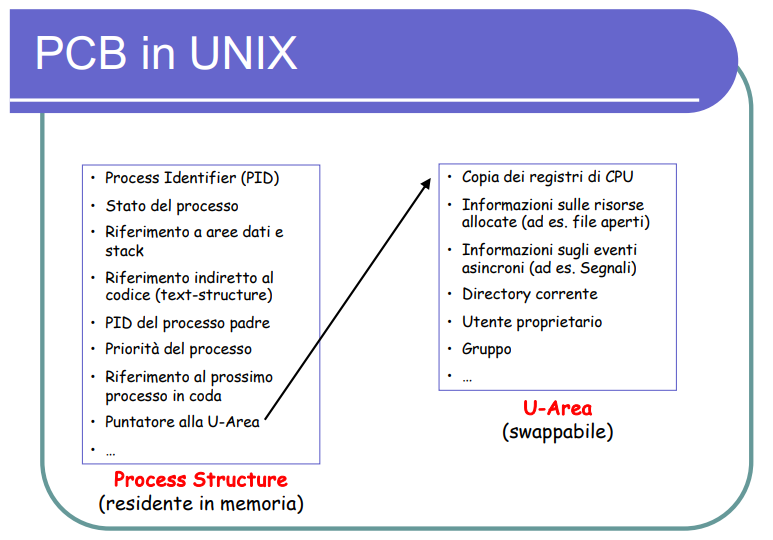 PCB in UNIX
• Process Identifier (PID)
• Stato del processo
• Riferimento a aree dati e
stack
• Riferimento indiretto al
codice (text-structure)
• PID del processo padre
• Priorità del processo
• Riferimento al prossimo
processo in coda
• Puntatore alla U-Area
• …
Process Structure
(residente in memoria)
• Copia dei registri di CPU
• Informazioni sulle risorse
allocate (ad es. file aperti)
• Informazioni sugli eventi
asincroni (ad es. Segnali)
• Directory corrente
• Utente proprietario
• Gruppo
• …
U-Area
(swappabile)